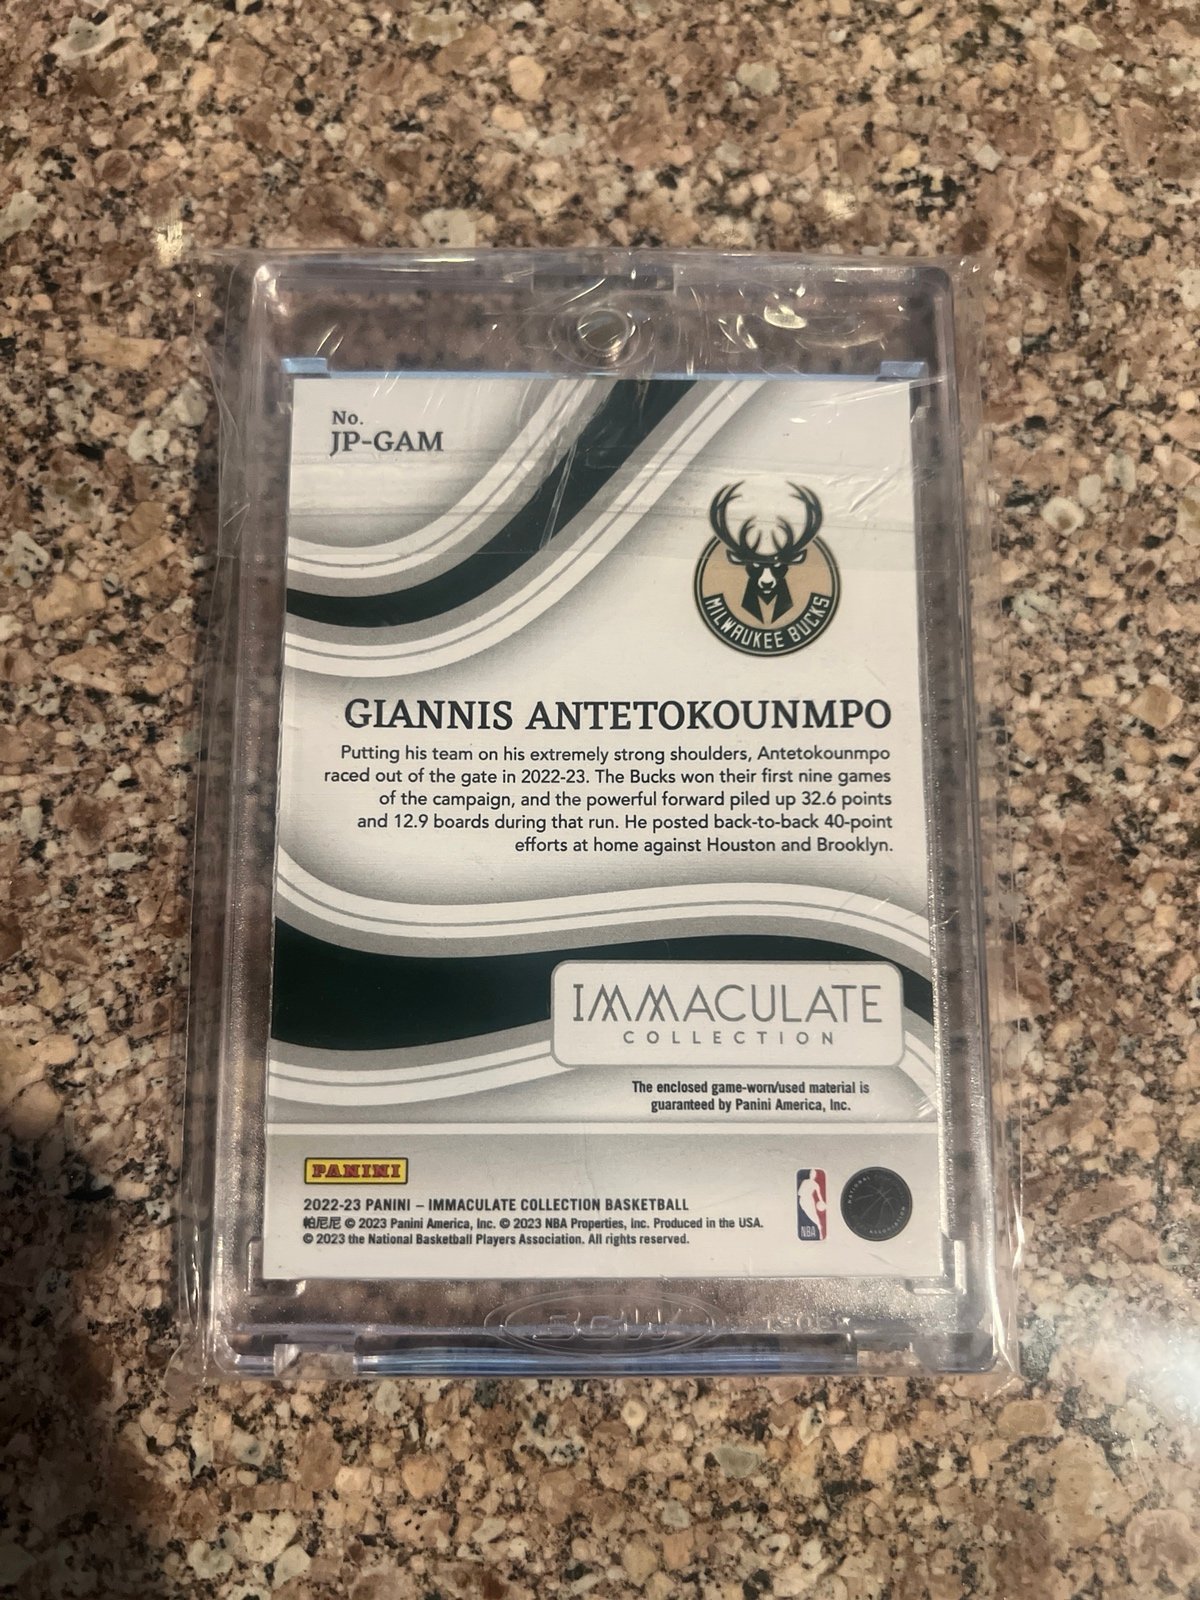 No.
JP-GAM
MILWAUKEE BUCKS
GIANNIS ANTETOKOUNMPO
Putting his team on his extremely strong shoulders, Antetokounmpo
raced out of the gate in 2022-23. The Bucks won their first nine games
of the campaign, and the powerful forward piled up 32.6 points
and 12.9 boards during that run. He posted back-to-back 40-point
efforts at home against Houston and Brooklyn.
IMMACULATE
COLLECTION
The enclosed game-worn/used material is
guaranteed by Panini America, Inc.
PANINI
2022-23 PANINI – IMMACULATE COLLECTION BASKETBALL
帕尼尼 © 2023 Panini America, Inc. © 2023 NBA Properties, Inc. Produced in the USA.
© 2023 the National Basketball Players Association. All rights reserved.
NBA
BCW